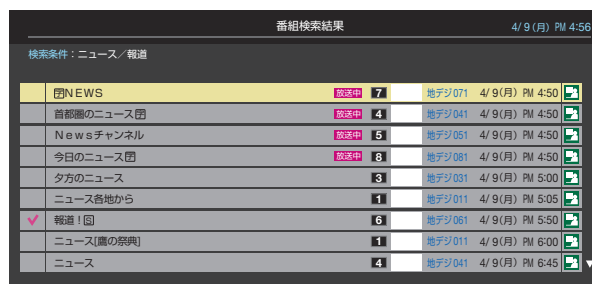 番組検索結果
4/ 9(月) PM 4:56
検索条件：ニュース／報道
🈑NEWS 放送中 7 地デジ071 4/ 9(月) PM 4:50
首都圏のニュース🈑 放送中 4 地デジ041 4/ 9(月) PM 4:50
Ｎｅｗｓチャンネル 放送中 5 地デジ051 4/ 9(月) PM 4:50
今日のニュース🈑 放送中 8 地デジ081 4/ 9(月) PM 4:50
夕方のニュース 3 地デジ031 4/ 9(月) PM 5:00
ニュース各地から 1 地デジ011 4/ 9(月) PM 5:05
報道！🅂 6 地デジ061 4/ 9(月) PM 5:50
ニュース[鷹の祭典] 1 地デジ011 4/ 9(月) PM 6:00
ニュース 4 地デジ041 4/ 9(月) PM 6:45